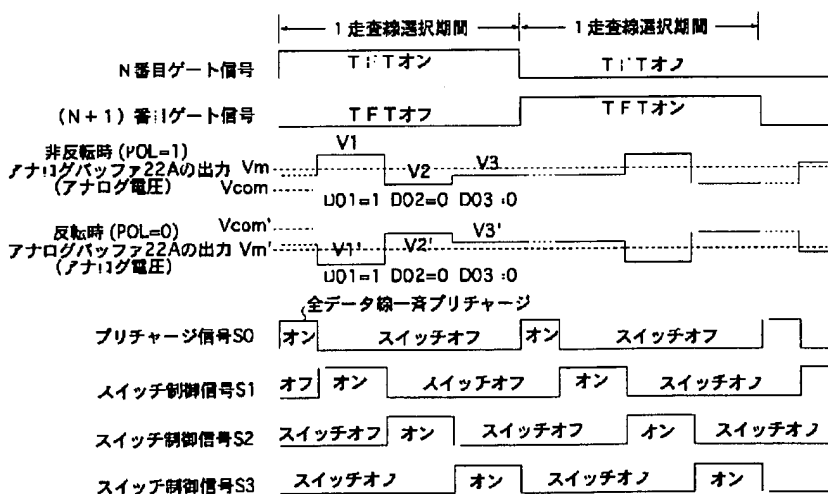 1走査線選択期間 1走査線選択期間
N番目ゲート信号 TFTオン TFTオフ
(N+1)番目ゲート信号 TFTオフ TFTオン
非反転時(POL=1)
アナログバッファ22Aの出力 Vm
(アナログ電圧) Vcom
V1 V2 V3
DO1=1 DO2=0 DO3=0
反転時(POL=0) Vcom'
アナログバッファ22Aの出力 Vm'
(アナログ電圧)
V1' V2' V3'
DO1=1 DO2=0 DO3=0
全データ線一斉プリチャージ
プリチャージ信号S0 オン スイッチオフ オン スイッチオフ
スイッチ制御信号S1 オフ オン スイッチオフ オン スイッチオフ
スイッチ制御信号S2 スイッチオフ オン スイッチオフ オン スイッチオフ
スイッチ制御信号S3 スイッチオフ オン スイッチオフ オン